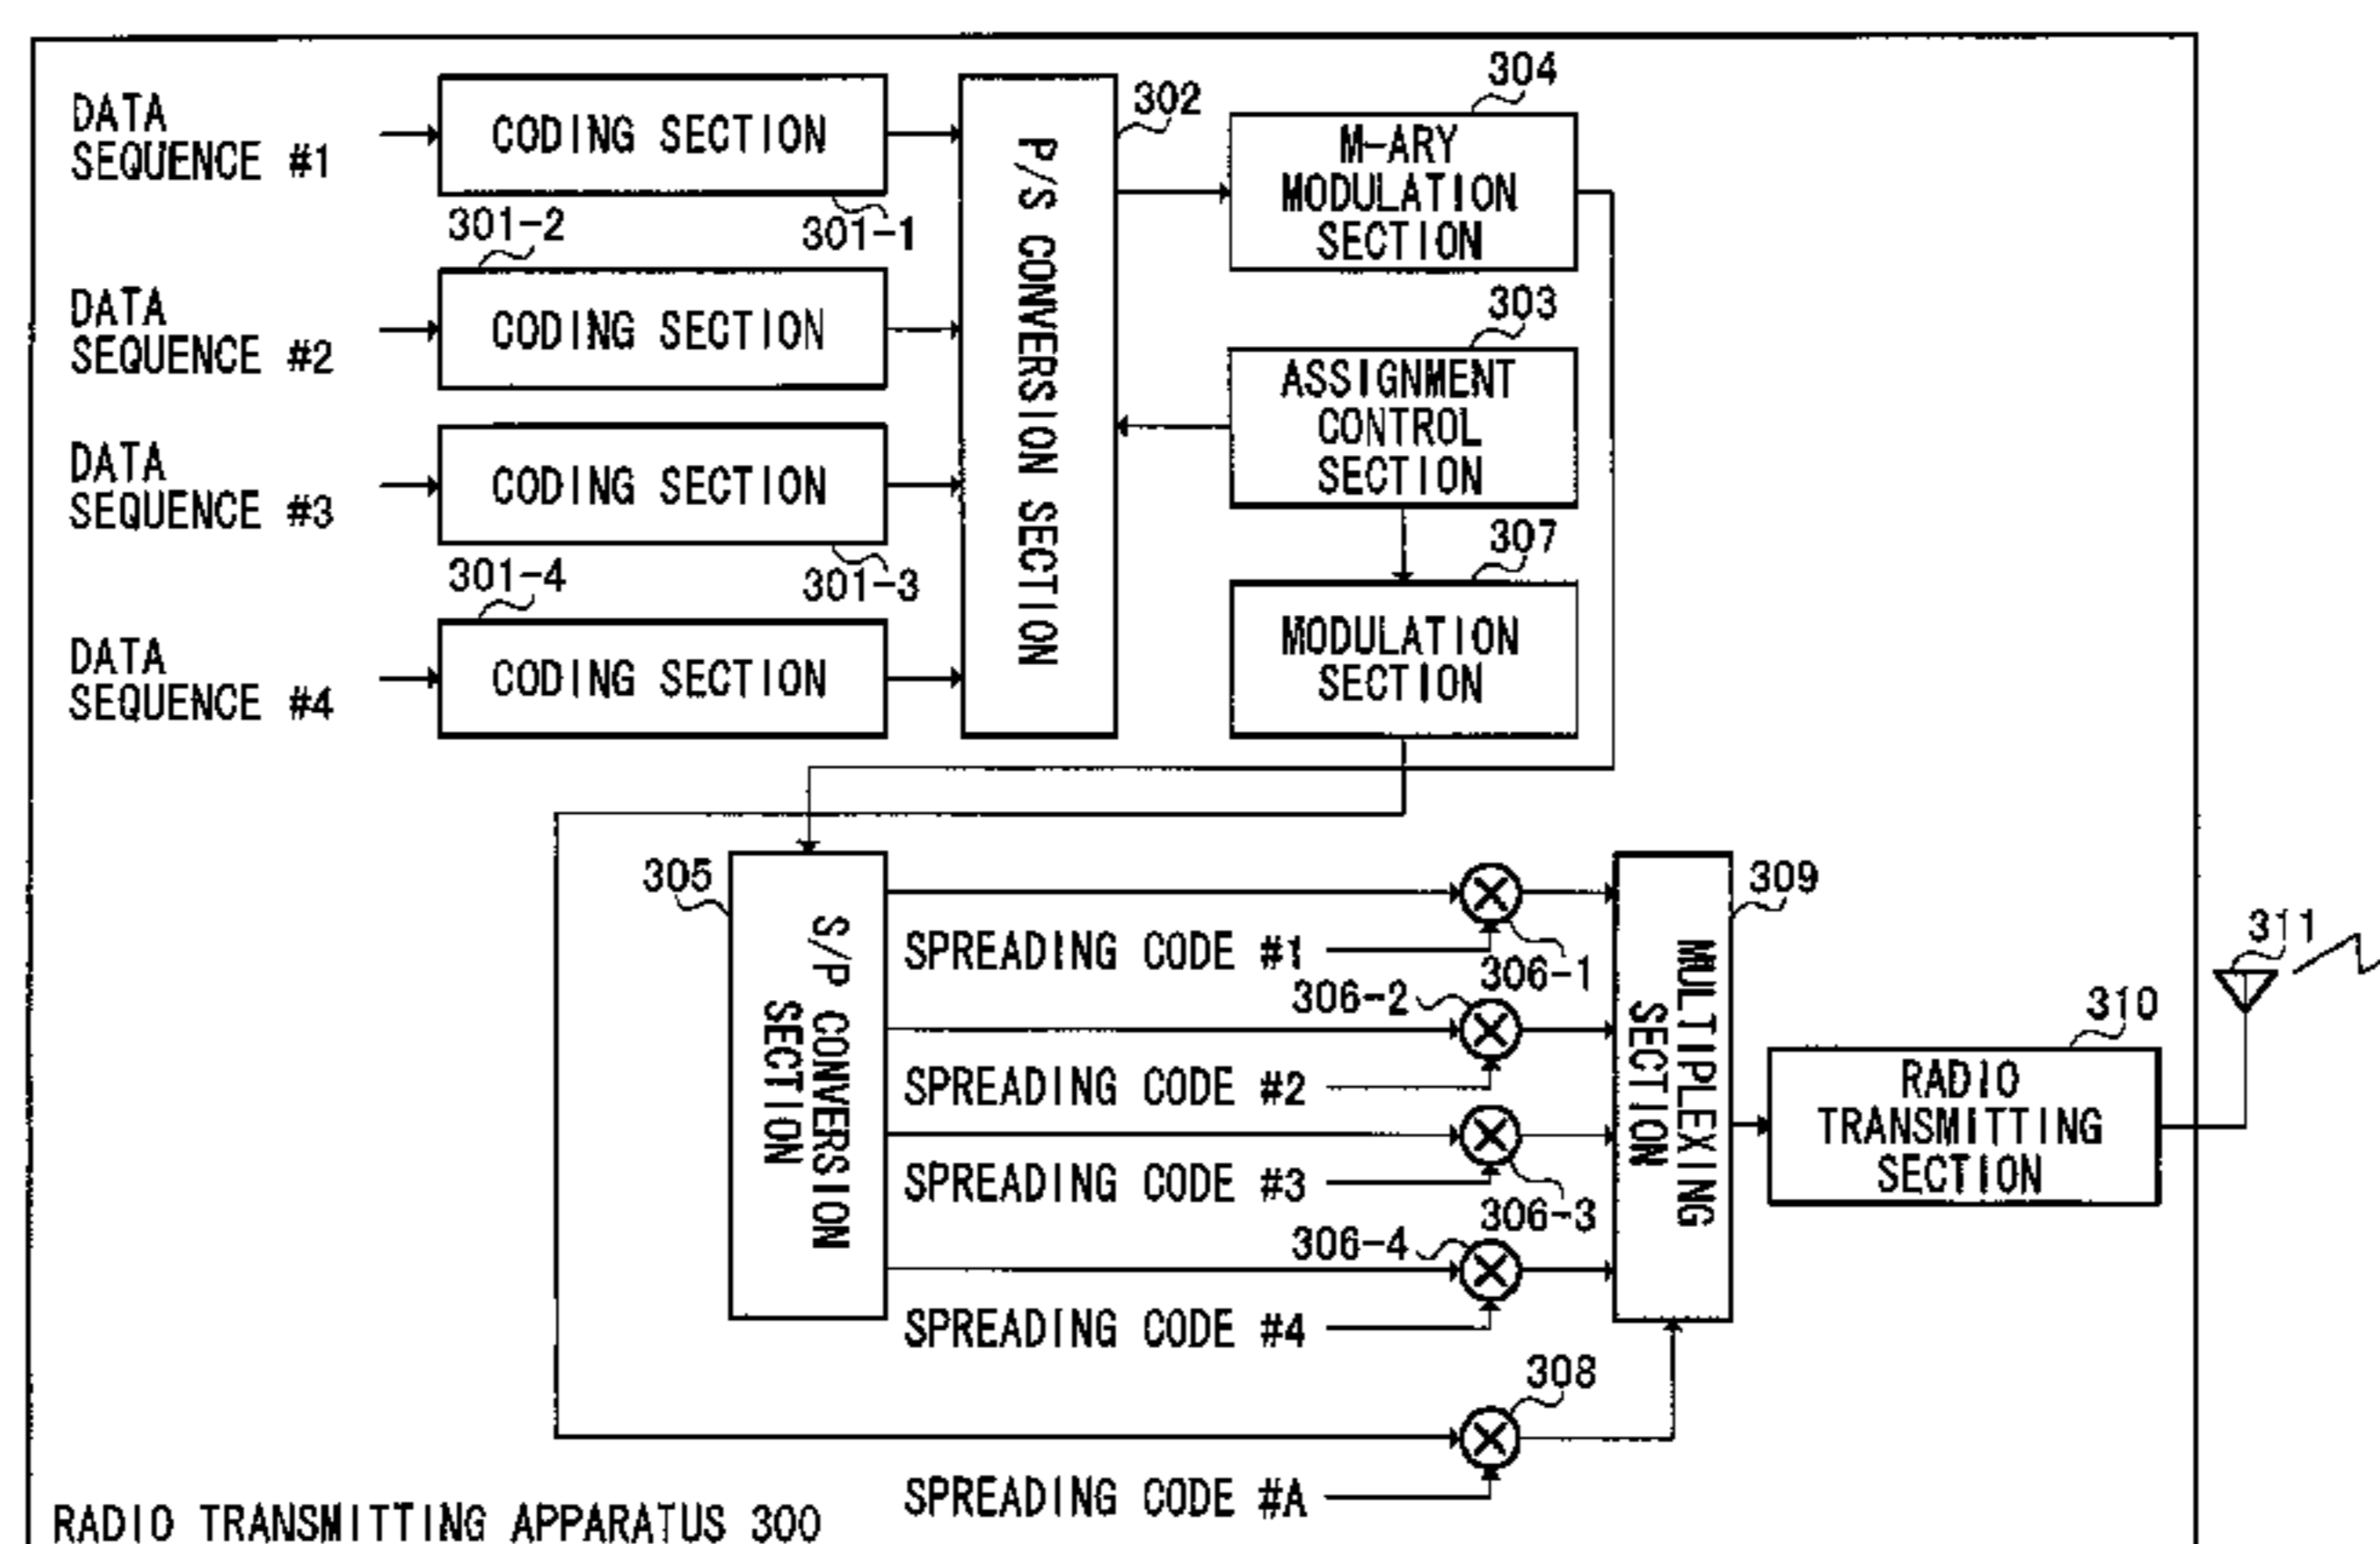 DATA
SEQUENCE #1
CODING SECTION
301-1
DATA
SEQUENCE #2
301-2
CODING SECTION
DATA
SEQUENCE #3
CODING SECTION
301-3
DATA
SEQUENCE #4
301-4
CODING SECTION
302
P/S CONVERSION SECTION
304
M-ARY
MODULATION
SECTION
303
ASSIGNMENT
CONTROL
SECTION
307
MODULATION
SECTION
305
S/P CONVERSION
SECTION
SPREADING CODE #1
306-1
306-2
SPREADING CODE #2
SPREADING CODE #3
306-3
306-4
SPREADING CODE #4
308
SPREADING CODE #A
309
MULTIPLEXING
SECTION
310
RADIO
TRANSMITTING
SECTION
311
RADIO TRANSMITTING APPARATUS 300